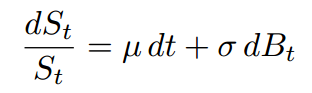 dS_t/S_t = μ dt + σ dB_t